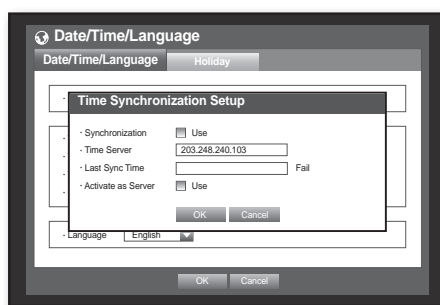 Date/Time/Language
Date/Time/Language Holiday
Time Synchronization Setup
· Synchronization Use
· Time Server 203.248.240.103
· Last Sync Time Fail
· Activate as Server Use
OK Cancel
· Language English
OK Cancel